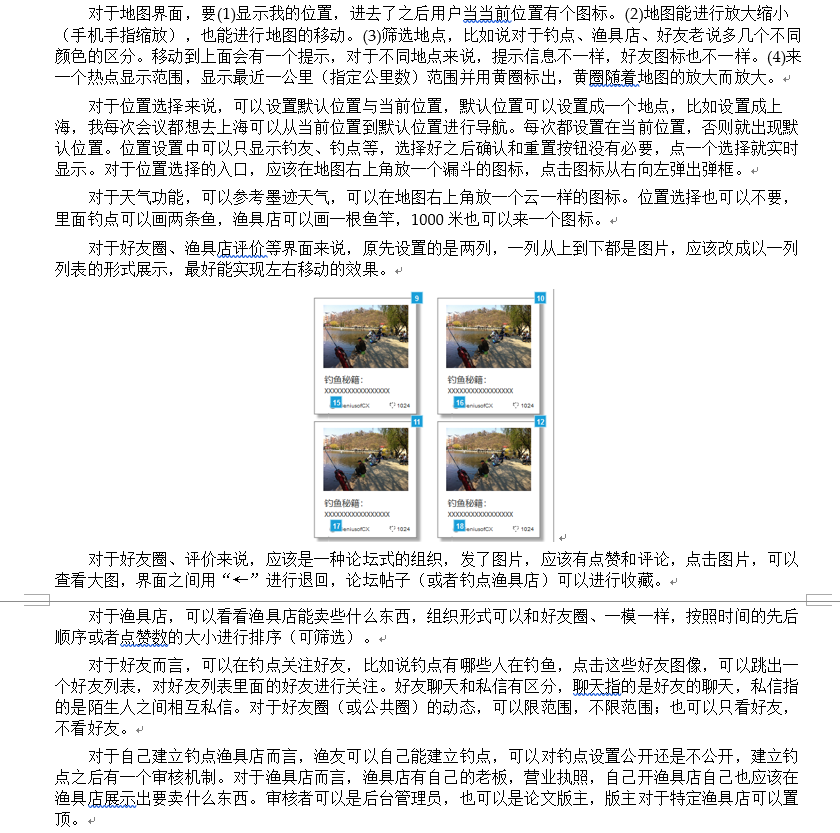 对于地图界面，要(1)显示我的位置，进去了之后用户当当前位置有个图标。(2)地图能进行放大缩小
（手机手指缩放），也能进行地图的移动。(3)筛选地点，比如说对于钓点、渔具店、好友老说多几个不同
颜色的区分。移动到上面会有一个提示，对于不同地点来说，提示信息不一样，好友图标也不一样。(4)来
一个热点显示范围，显示最近一公里（指定公里数）范围并用黄圈标出，黄圈随着地图的放大而放大。
对于位置选择来说，可以设置默认位置与当前位置，默认位置可以设置成一个地点，比如设置成上
海，我每次会议都想去上海可以从当前位置到默认位置进行导航。每次都设置在当前位置，否则就出现默
认位置。位置设置中可以只显示钓友、钓点等，选择好之后确认和重置按钮没有必要，点一个选择就实时
显示。对于位置选择的入口，应该在地图右上角放一个漏斗的图标，点击图标从右向左弹出弹框。
对于天气功能，可以参考墨迹天气，可以在地图右上角放一个云一样的图标。位置选择也可以不要，
里面钓点可以画两条鱼，渔具店可以画一根鱼竿，1000 米也可以来一个图标。
对于好友圈、渔具店评价等界面来说，原先设置的是两列，一列从上到下都是图片，应该改成以一列
列表的形式展示，最好能实现左右移动的效果。
9
10
钓鱼秘籍：
XXXXXXXXXXXXXXXXX
15 eniusofCX 1024
钓鱼秘籍：
XXXXXXXXXXXXXXXXX
16 eniusofCX 1024
11
12
钓鱼秘籍：
XXXXXXXXXXXXXXXXX
17 eniusofCX 1024
钓鱼秘籍：
XXXXXXXXXXXXXXXXX
18 eniusofCX 1024
对于好友圈、评价来说，应该是一种论坛式的组织，发了图片，应该有点赞和评论，点击图片，可以
查看大图，界面之间用“←”进行退回，论坛帖子（或者钓点渔具店）可以进行收藏。
对于渔具店，可以看看渔具店能卖些什么东西，组织形式可以和好友圈、一模一样，按照时间的先后
顺序或者点赞数的大小进行排序（可筛选）。
对于好友而言，可以在钓点关注好友，比如说钓点有哪些人在钓鱼，点击这些好友图像，可以跳出一
个好友列表，对好友列表里面的好友进行关注。好友聊天和私信有区分，聊天指的是好友的聊天，私信指
的是陌生人之间相互私信。对于好友圈（或公共圈）的动态，可以限范围，不限范围；也可以只看好友，
不看好友。
对于自己建立钓点渔具店而言，渔友可以自己能建立钓点，可以对钓点设置公开还是不公开，建立钓
点之后有一个审核机制。对于渔具店而言，渔具店有自己的老板，营业执照，自己开渔具店自己也应该在
渔具店展示出要卖什么东西。审核者可以是后台管理员，也可以是论文版主，版主对于特定渔具店可以置
顶。